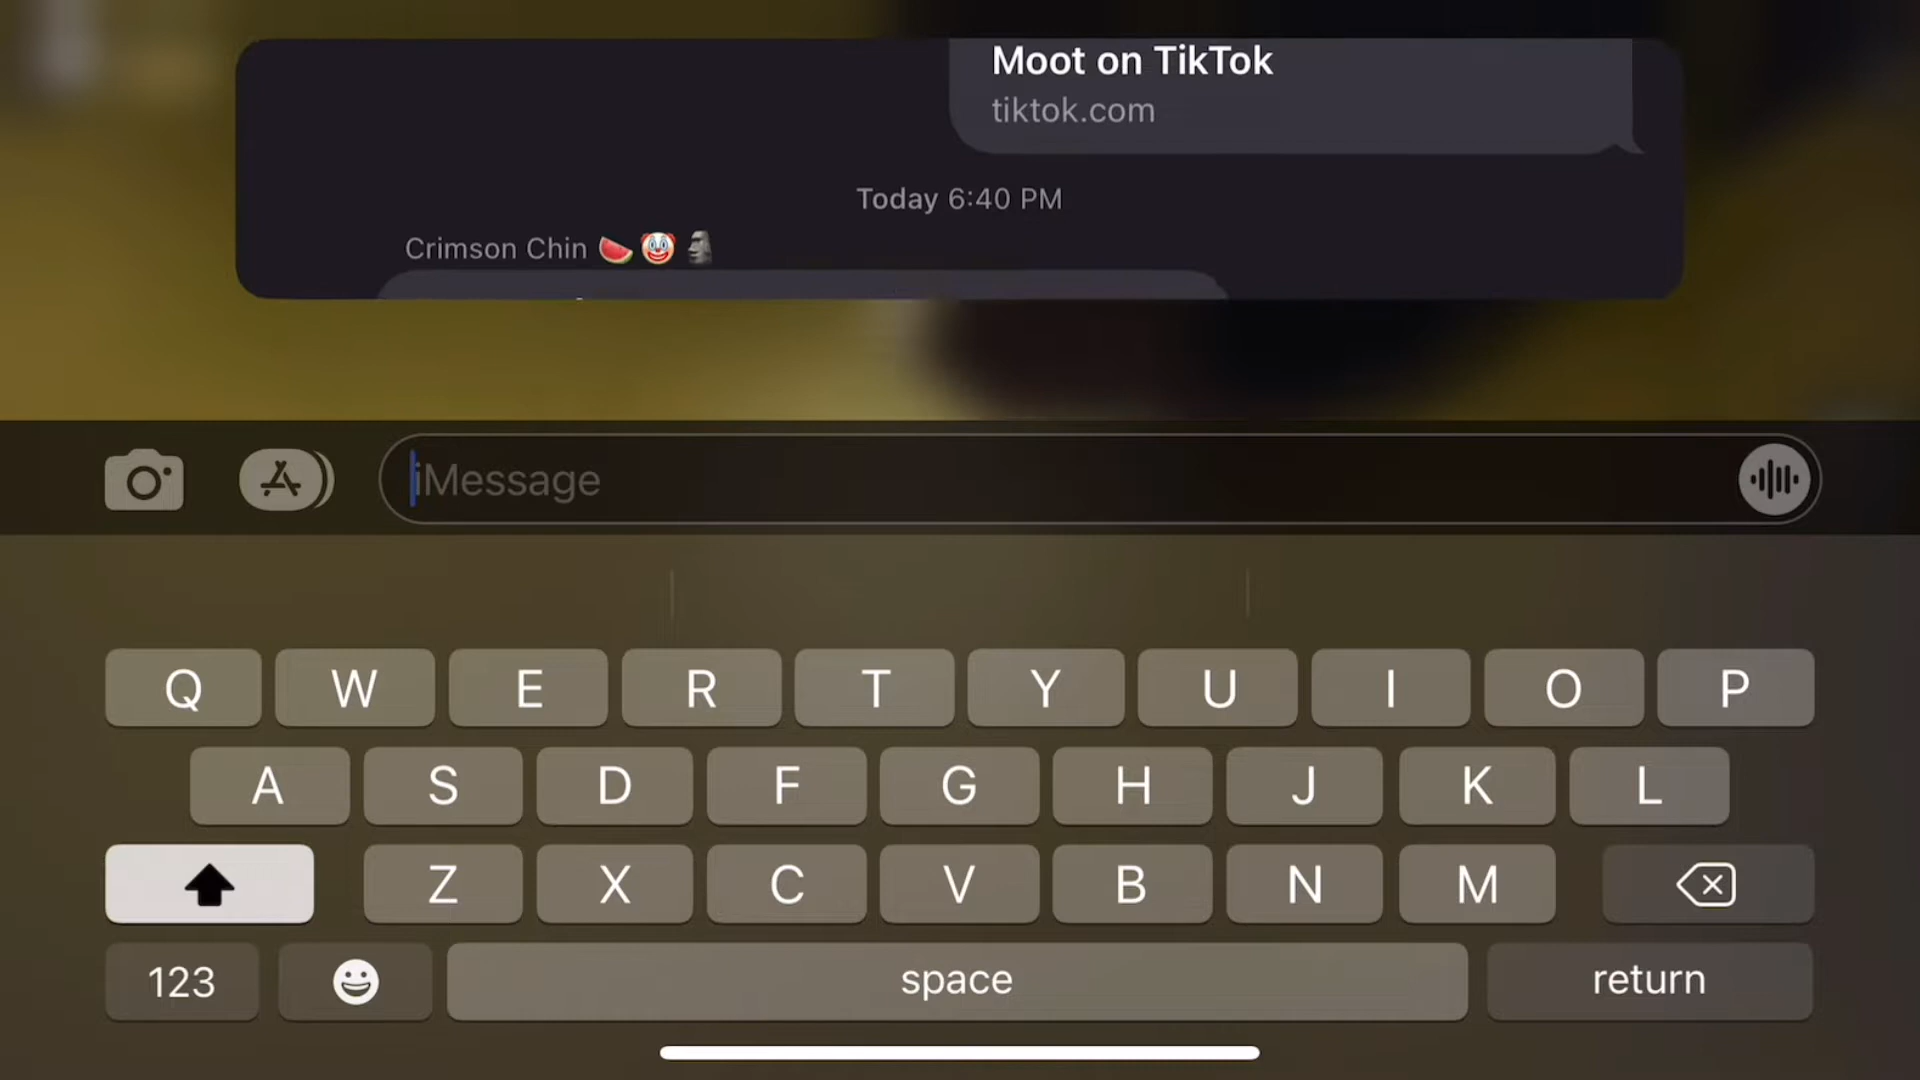 Moot on TikTok
tiktok.com
Today 6:40 PM
Crimson Chin 🍉🤡🗿
iMessage
Q W E R T Y U I O P
A S D F G H J K L
Z X C V B N M
123 space return